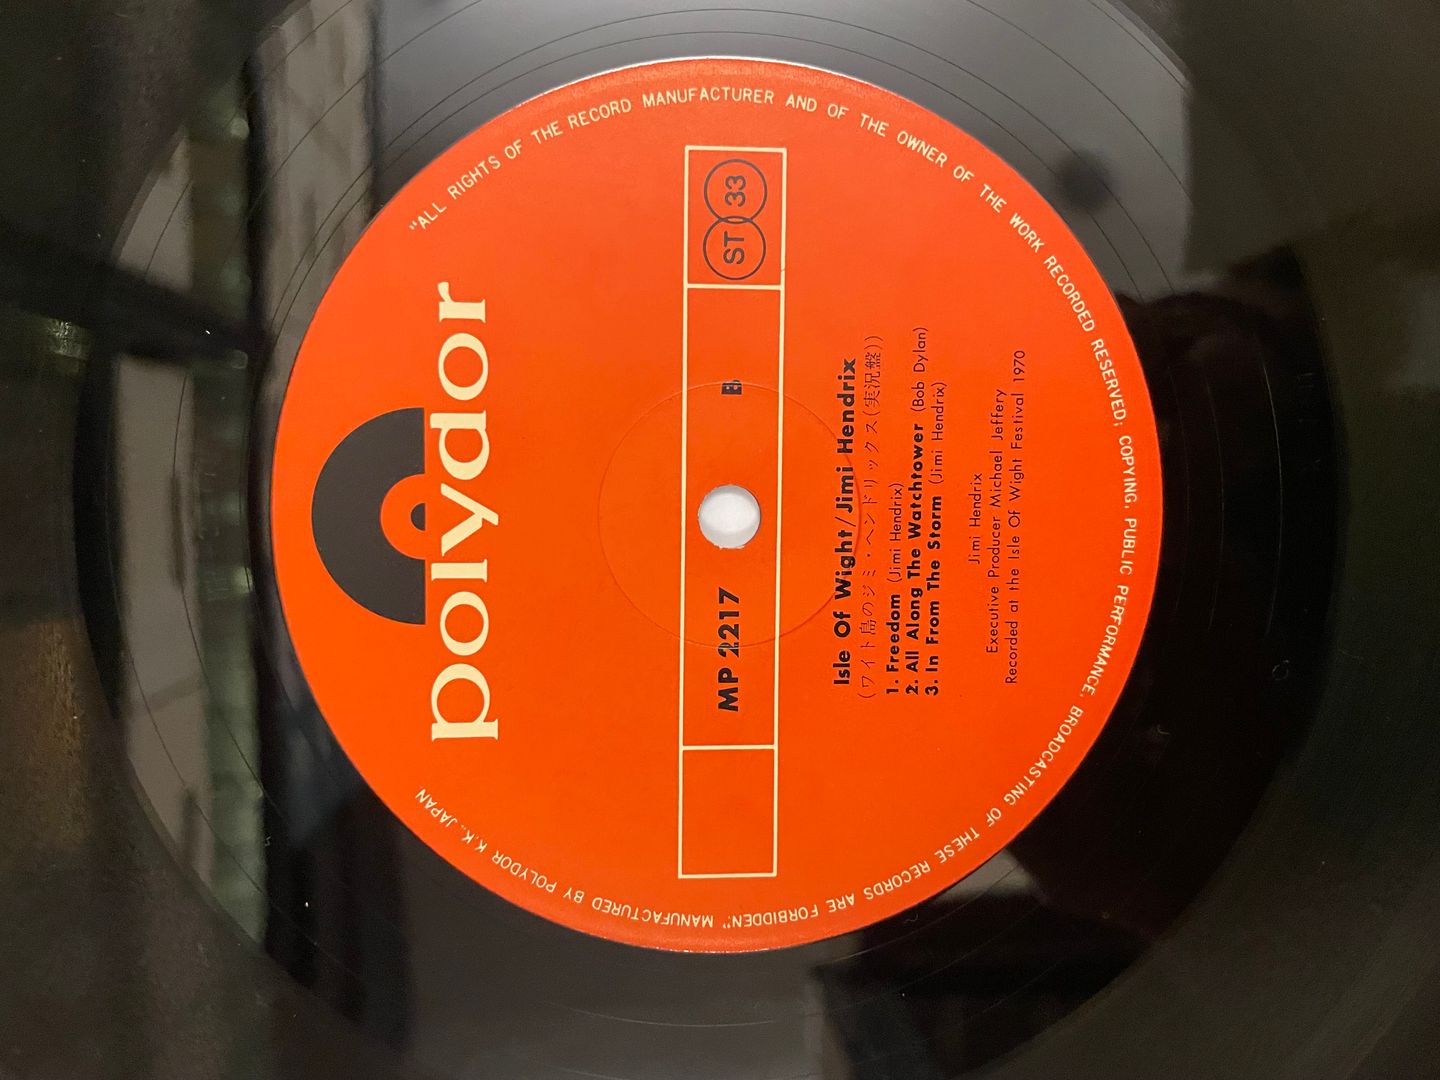 polydor
MP 2217 B ST 33
Isle Of Wight/Jimi Hendrix
(ワイト島のジミ・ヘンドリックス(実況盤))
1. Freedom (Jimi Hendrix)
2. All Along The Watchtower (Bob Dylan)
3. In From The Storm (Jimi Hendrix)
Jimi Hendrix
Executive Producer Michael Jeffery
Recorded at the Isle Of Wight Festival 1970
"ALL RIGHTS OF THE RECORD MANUFACTURER AND OF THE OWNER OF THE WORK RECORDED RESERVED; COPYING, PUBLIC PERFORMANCE, BROADCASTING OF THESE RECORDS ARE FORBIDDEN" MANUFACTURED BY POLYDOR K.K. JAPAN